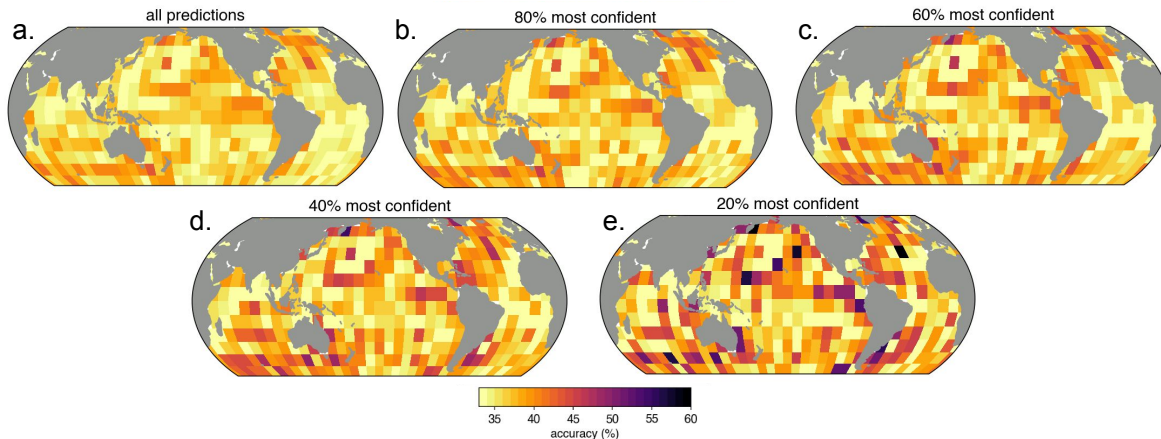 a.
all predictions
b.
80% most confident
c.
60% most confident
d.
40% most confident
e.
20% most confident
35 40 45 50 55 60
accuracy (%)